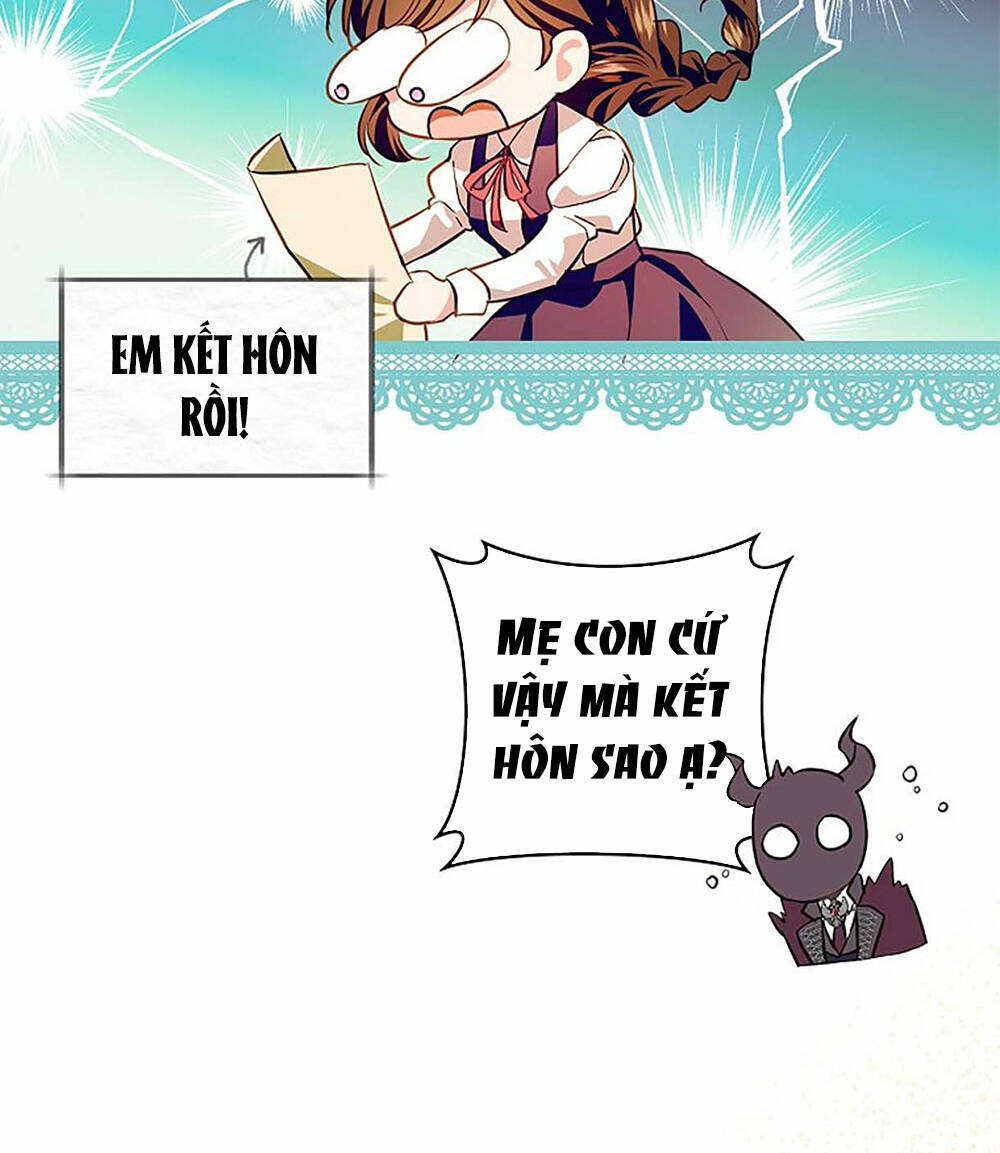 EM KẾT HÔN
RỒI!
MẸ CON CỨ
VẬY MÀ KẾT
HÔN SAO Ạ?